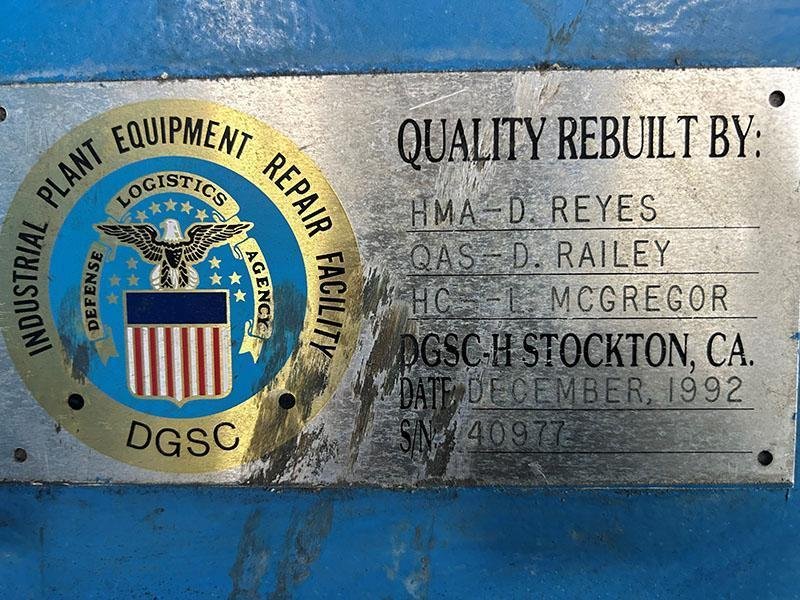 INDUSTRIAL PLANT EQUIPMENT REPAIR FACILITY
DEFENSE LOGISTICS AGENCY
DGSC
QUALITY REBUILT BY:
HMA-D. REYES
QAS-D. RAILEY
HC--L. MCGREGOR
DGSC-H STOCKTON, CA.
DATE DECEMBER, 1992
S/N 40977